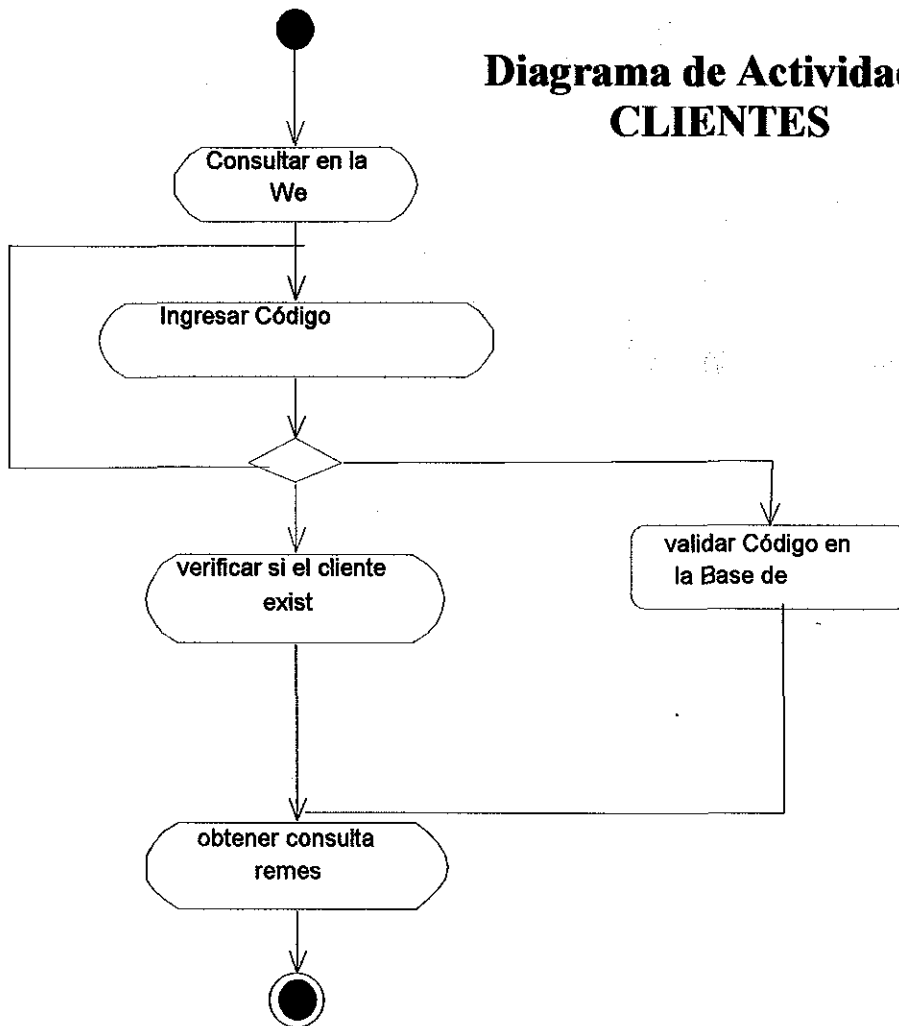 Diagrama de Actividad
CLIENTES
Consultar en la
We
Ingresar Código
verificar si el cliente
exist
validar Código en
la Base de
obtener consulta
remes